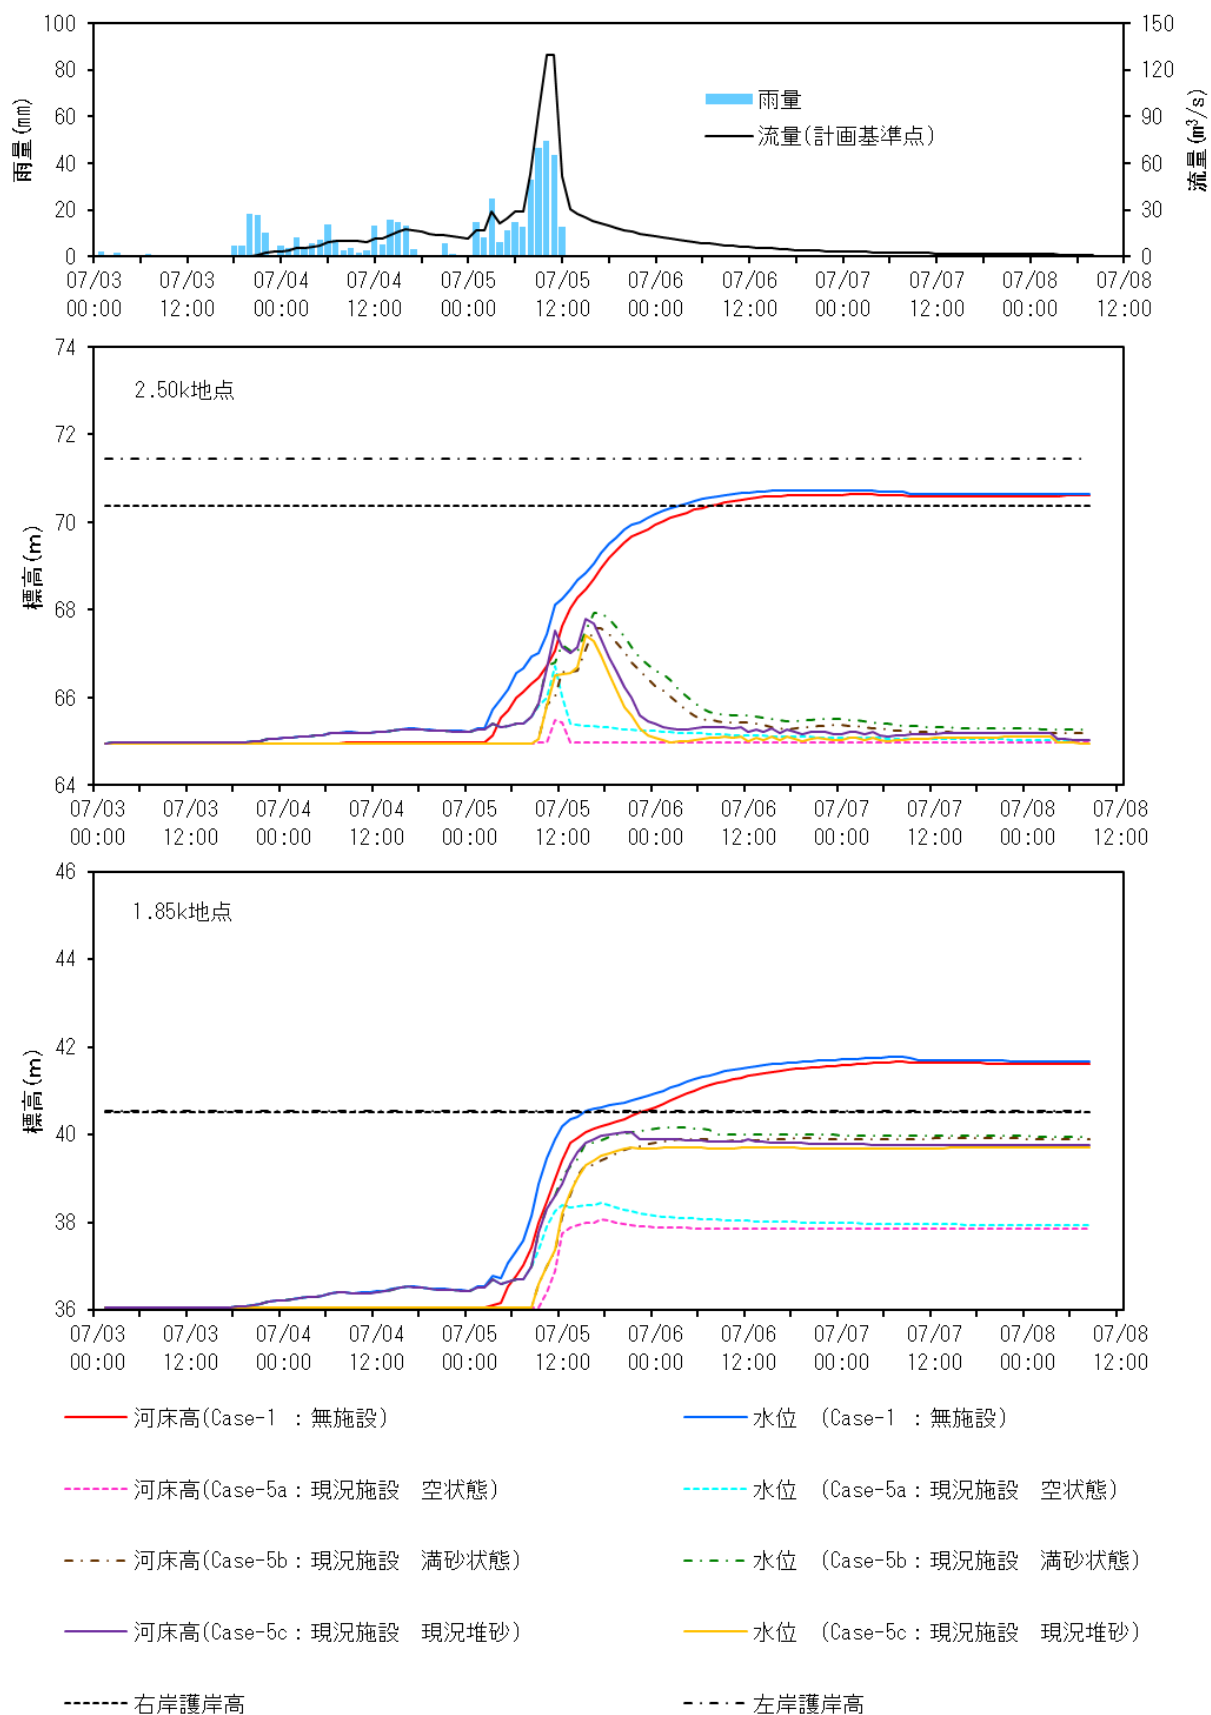 100
80
60
40
20
0
雨量(mm)
150
120
90
60
30
0
流量(m³/s)
雨量
流量(計画基準点)
07/03 07/03 07/04 07/04 07/05 07/05 07/06 07/06 07/07 07/07 07/08 07/08
00:00 12:00 00:00 12:00 00:00 12:00 00:00 12:00 00:00 12:00 00:00 12:00
74
72
70
68
66
64
標高(m)
2.50k地点
07/03 07/03 07/04 07/04 07/05 07/05 07/06 07/06 07/07 07/07 07/08 07/08
00:00 12:00 00:00 12:00 00:00 12:00 00:00 12:00 00:00 12:00 00:00 12:00
46
44
42
40
38
36
標高(m)
1.85k地点
07/03 07/03 07/04 07/04 07/05 07/05 07/06 07/06 07/07 07/07 07/08 07/08
00:00 12:00 00:00 12:00 00:00 12:00 00:00 12:00 00:00 12:00 00:00 12:00
河床高(Case-1 :無施設)
水位 (Case-1 :無施設)
河床高(Case-5a:現況施設 空状態)
水位 (Case-5a:現況施設 空状態)
河床高(Case-5b:現況施設 満砂状態)
水位 (Case-5b:現況施設 満砂状態)
河床高(Case-5c:現況施設 現況堆砂)
水位 (Case-5c:現況施設 現況堆砂)
右岸護岸高
左岸護岸高